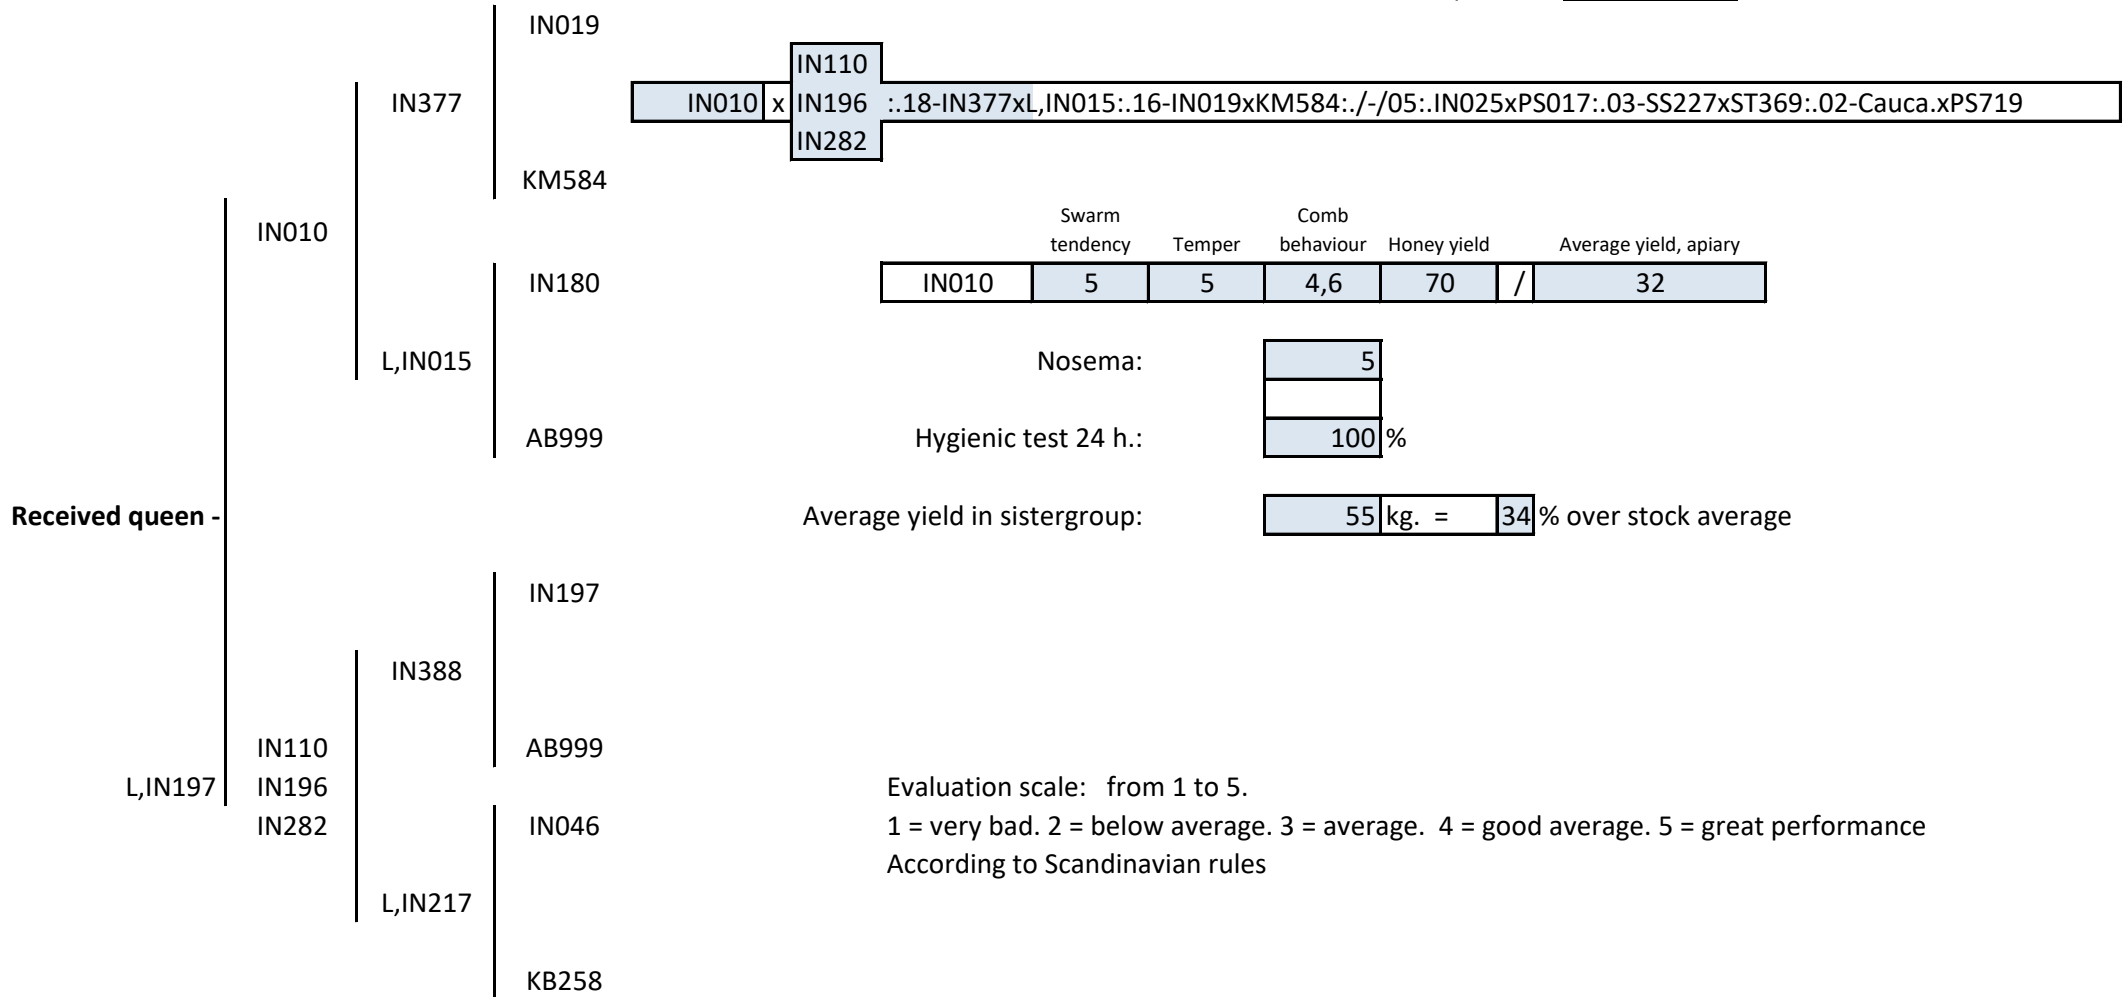 IN019
IN110
IN377
IN010 x IN196 :.18-IN377xL,IN015:.16-IN019xKM584:./-/05:.IN025xPS017:.03-SS227xST369:.02-Cauca.xPS719
IN282
KM584
IN010
Swarm tendency
Temper
Comb behaviour
Honey yield
Average yield, apiary
IN180
IN010 5 5 4,6 70 / 32
L,IN015
Nosema: 5
AB999
Hygienic test 24 h.: 100 %
Received queen -
Average yield in sistergroup: 55 kg. = 34 % over stock average
IN197
IN388
IN110
AB999
L,IN197
IN196
Evaluation scale: from 1 to 5.
IN282
IN046
1 = very bad. 2 = below average. 3 = average. 4 = good average. 5 = great performance
According to Scandinavian rules
L,IN217
KB258